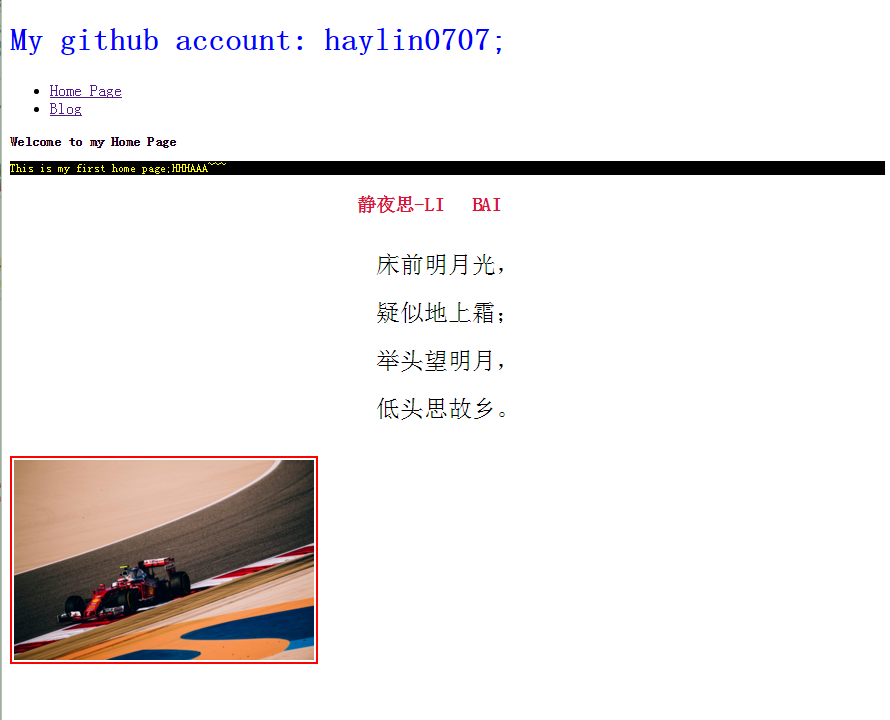 My github account: haylin0707;
Home Page
Blog
Welcome to my Home Page
This is my first home page;HHHAAA~~~~
静夜思-LI BAI
床前明月光，
疑似地上霜；
举头望明月，
低头思故乡。